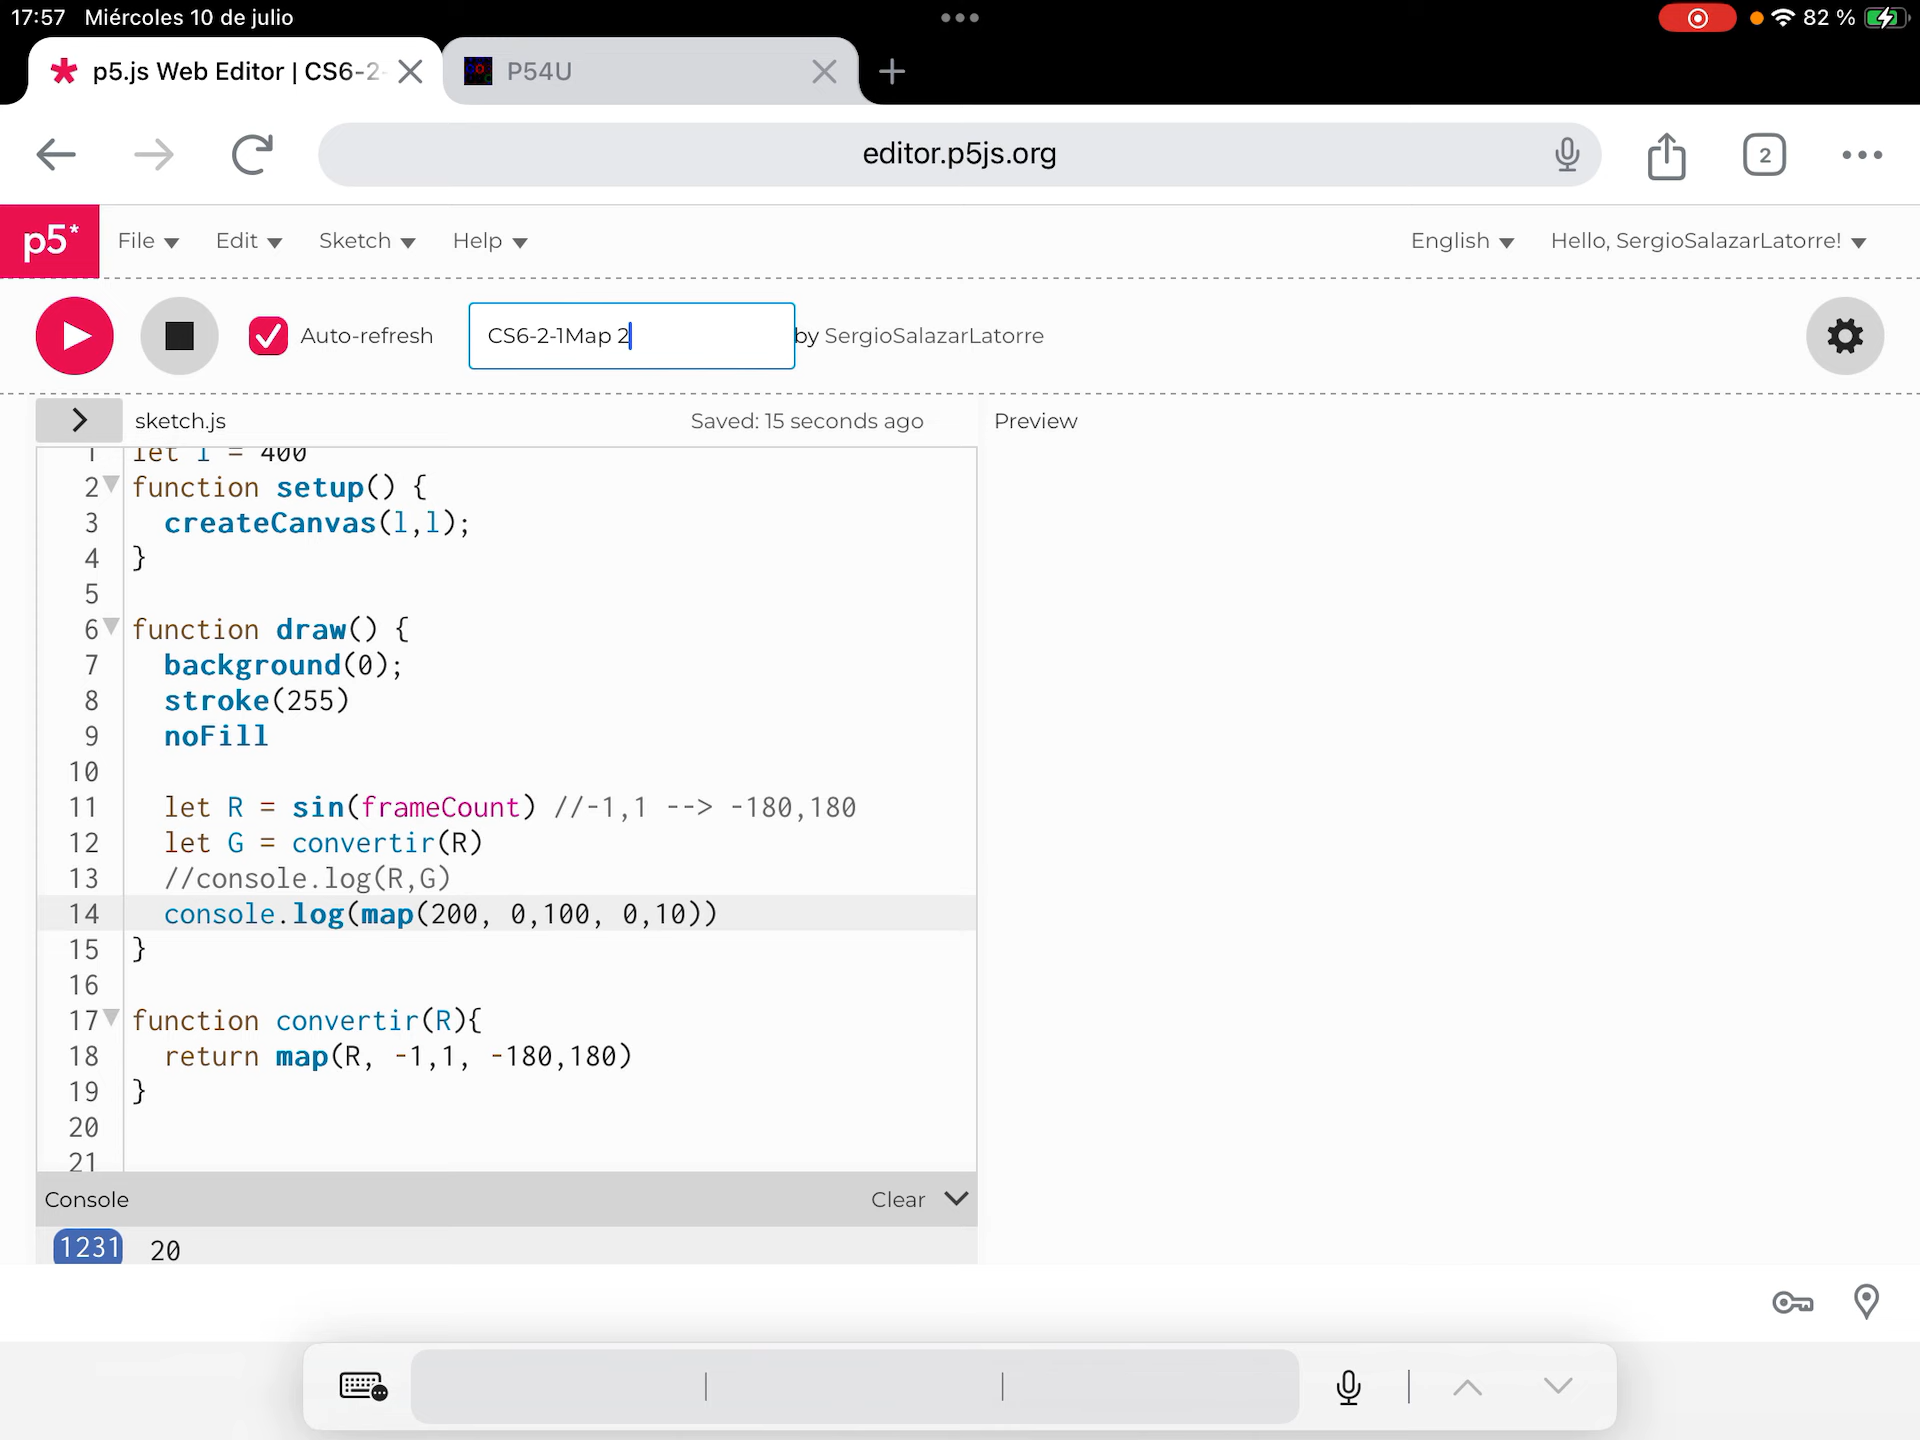 17:57 Miércoles 10 de julio
82 %
p5.js Web Editor | CS6-2-
P54U
editor.p5js.org
2
p5*
File
Edit
Sketch
Help
English
Hello, SergioSalazarLatorre!
Auto-refresh
CS6-2-1Map 2
by SergioSalazarLatorre
sketch.js
Saved: 15 seconds ago
Preview
1 let l = 400
2 function setup() {
3 createCanvas(l,l);
4 }
5
6 function draw() {
7 background(0);
8 stroke(255)
9 noFill
10
11 let R = sin(frameCount) //-1,1 --> -180,180
12 let G = convertir(R)
13 //console.log(R,G)
14 console.log(map(200, 0,100, 0,10))
15 }
16
17 function convertir(R){
18 return map(R, -1,1, -180,180)
19 }
20
21
Console
Clear
1231 20